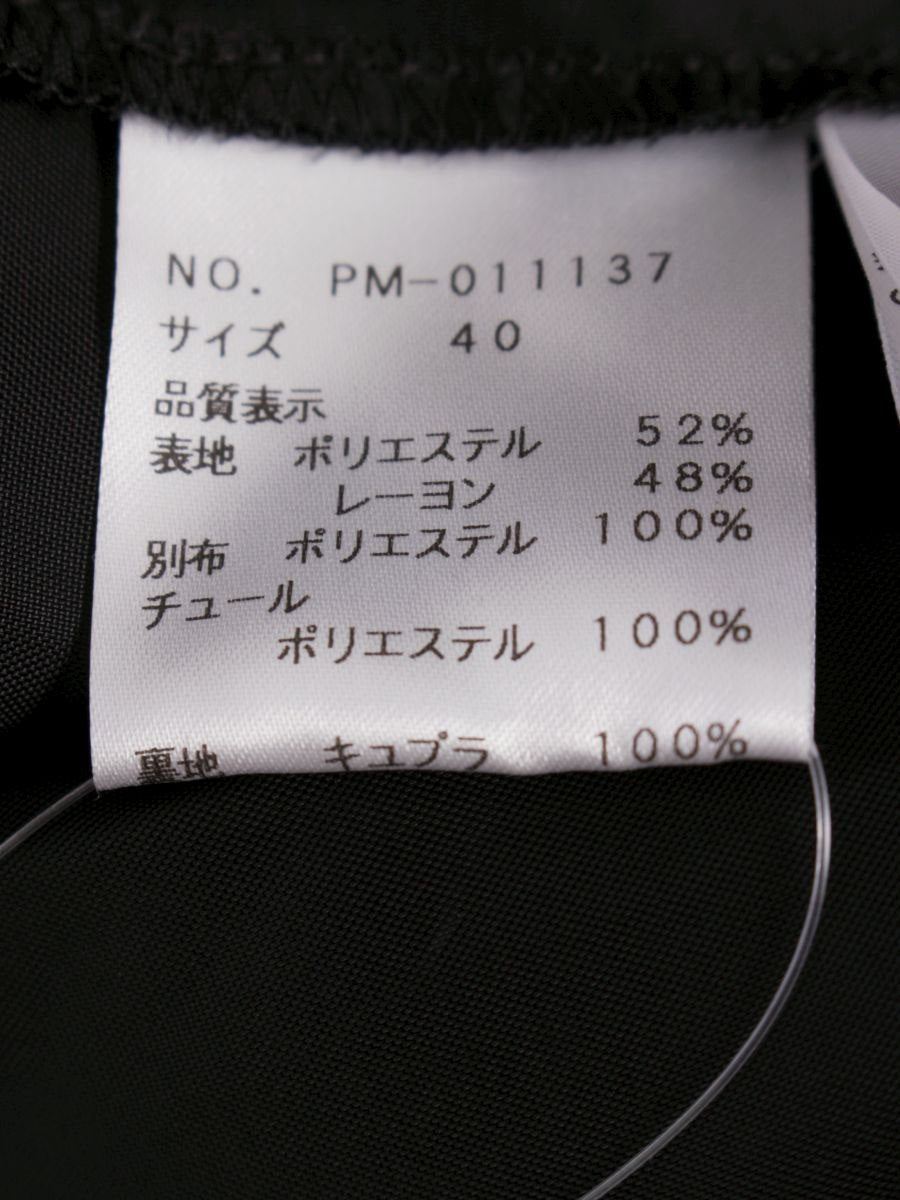 NO. PM-011137
サイズ 40
品質表示
表地 ポリエステル 52%
レーヨン 48%
別布 ポリエステル 100%
チュール
ポリエステル 100%
裏地 キュプラ 100%